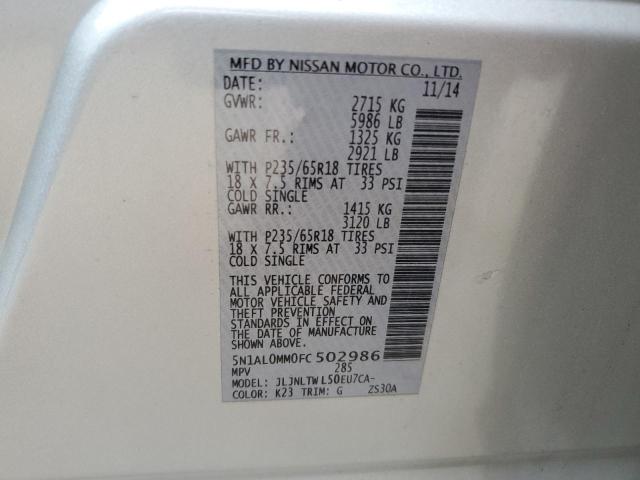 MFD BY NISSAN MOTOR CO., LTD.
DATE: 11/14
GVWR: 2715 KG
5986 LB
GAWR FR.: 1325 KG
2921 LB
WITH P235/65R18 TIRES
18 X 7.5 RIMS AT 33 PSI
COLD SINGLE
GAWR RR.: 1415 KG
3120 LB
WITH P235/65R18 TIRES
18 X 7.5 RIMS AT 33 PSI
COLD SINGLE
THIS VEHICLE CONFORMS TO
ALL APPLICABLE FEDERAL
MOTOR VEHICLE SAFETY AND
THEFT PREVENTION
STANDARDS IN EFFECT ON THE
DATE OF MANUFACTURE
SHOWN ABOVE.
5N1AL0MM0FC502986
MPV 285
MODEL: JLJNLTWL50EU7CA-
COLOR: K23 TRIM: G ZS30A